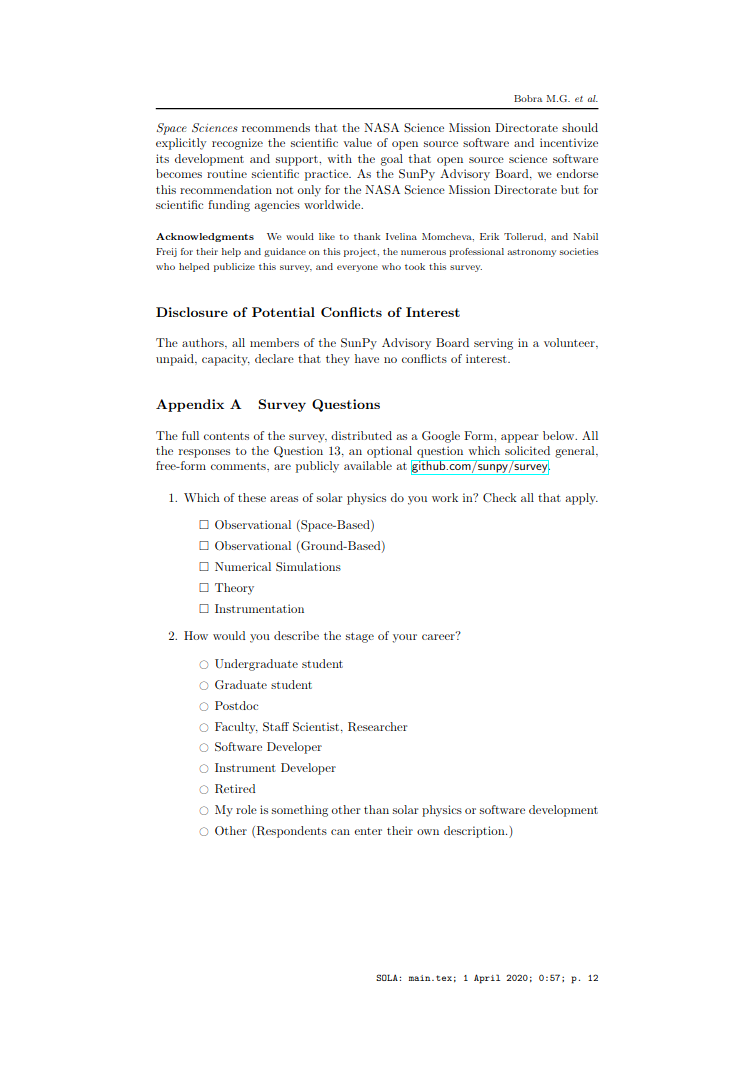 Bobra M.G. et al.
Space Sciences recommends that the NASA Science Mission Directorate should
explicitly recognize the scientific value of open source software and incentivize
its development and support, with the goal that open source science software
becomes routine scientific practice. As the SunPy Advisory Board, we endorse
this recommendation not only for the NASA Science Mission Directorate but for
scientific funding agencies worldwide.
Acknowledgments We would like to thank Ivelina Momcheva, Erik Tollerud, and Nabil
Freij for their help and guidance on this project, the numerous professional astronomy societies
who helped publicize this survey, and everyone who took this survey.
Disclosure of Potential Conflicts of Interest
The authors, all members of the SunPy Advisory Board serving in a volunteer,
unpaid, capacity, declare that they have no conflicts of interest.
Appendix A Survey Questions
The full contents of the survey, distributed as a Google Form, appear below. All
the responses to the Question 13, an optional question which solicited general,
free-form comments, are publicly available at github.com/sunpy/survey.
1. Which of these areas of solar physics do you work in? Check all that apply.
☐ Observational (Space-Based)
☐ Observational (Ground-Based)
☐ Numerical Simulations
☐ Theory
☐ Instrumentation
2. How would you describe the stage of your career?
○ Undergraduate student
○ Graduate student
○ Postdoc
○ Faculty, Staff Scientist, Researcher
○ Software Developer
○ Instrument Developer
○ Retired
○ My role is something other than solar physics or software development
○ Other (Respondents can enter their own description.)
SOLA: main.tex; 1 April 2020; 0:57; p. 12